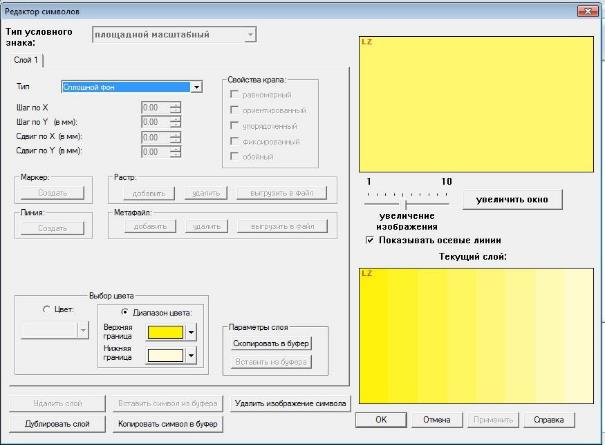 Редактор символов
Тип условного знака:
площадной масштабный
Слой 1
Тип
Сплошной фон
Шаг по X
0.00
Шаг по Y (в мм):
0.00
Сдвиг по X (в мм):
0.00
Сдвиг по Y (в мм):
0.00
Свойства крапа:
равномерный
ориентированный
упорядоченный
фиксированный
обойный
Маркер:
Создать
Растр:
добавить
удалить
выгрузить в файл
Линия:
Создать
Метафайл:
добавить
удалить
выгрузить в файл
Выбор цвета
Цвет:
Диапазон цвета:
Верхняя граница
Нижняя граница
Параметры слоя
Скопировать в буфер
Вставить из буфера
Удалить слой
Вставить символ из буфера
Удалить изображение символа
Дублировать слой
Копировать символ в буфер
LZ
1
10
увеличение изображения
увеличить окно
Показывать осевые линии
Текущий слой:
LZ
OK
Отмена
Применить
Справка